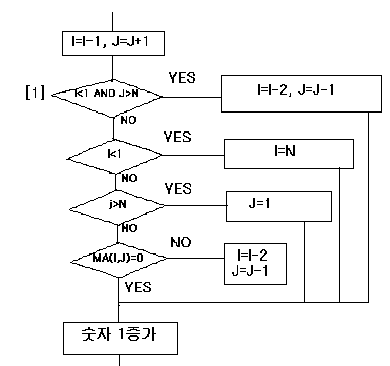 I=I-1, J=J+1
[1]
I<1 AND J>N
YES
I=I-2, J=J-1
NO
I<1
YES
I=N
NO
j>N
YES
J=1
NO
MA(I,J)=0
NO
I=I-2
J=J-1
YES
숫자 1증가